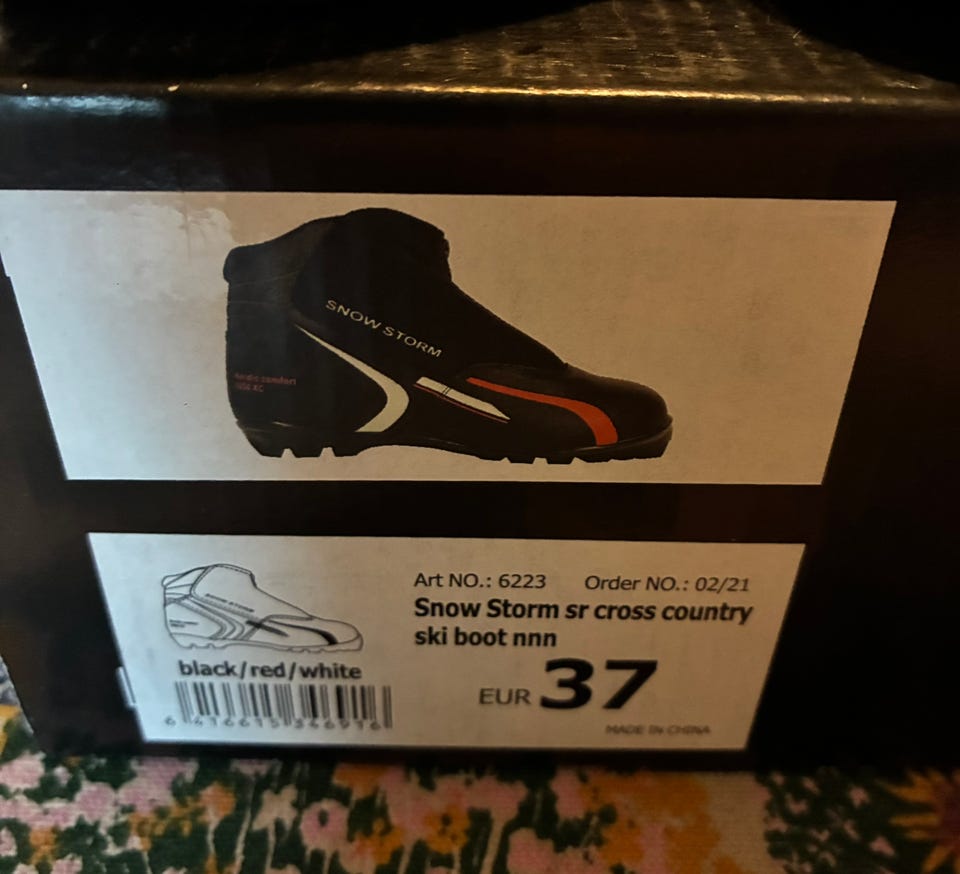 SNOW STORM
Art NO.: 6223 Order NO.: 02/21
Snow Storm sr cross country
ski boot nnn
black/red/white
EUR 37
MADE IN CHINA